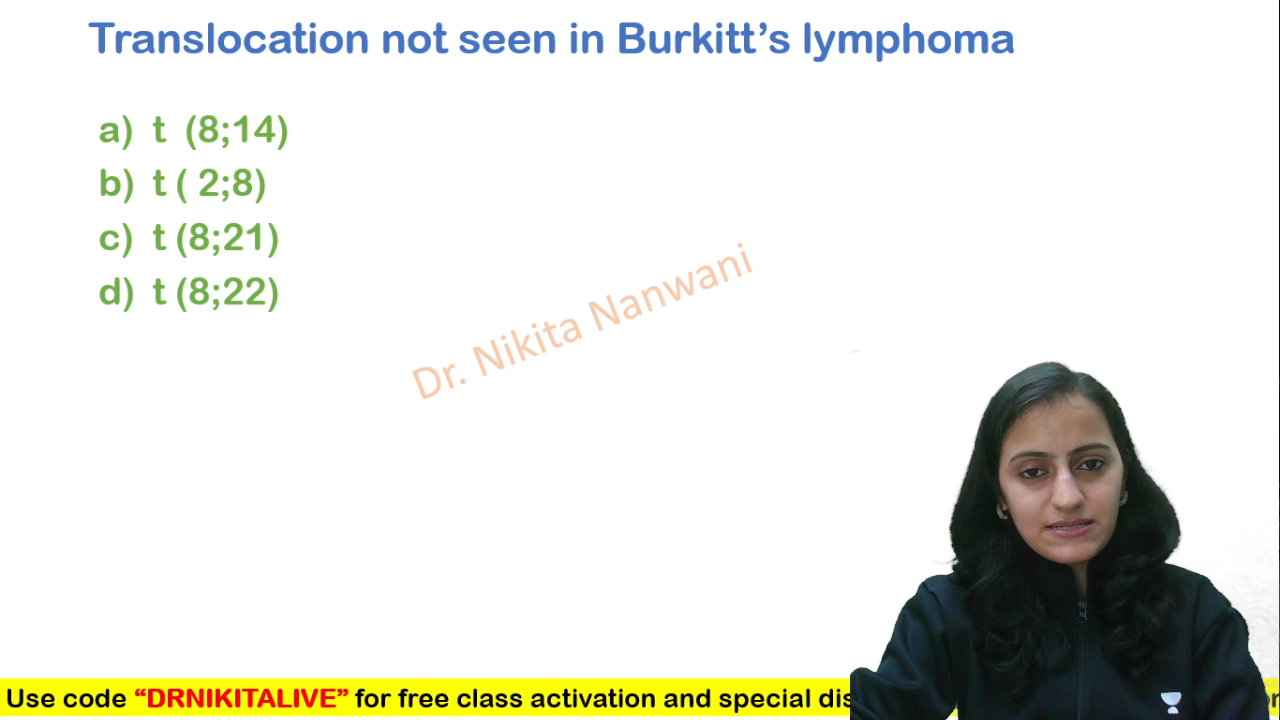 Translocation not seen in Burkitt’s lymphoma
a) t (8;14)
b) t ( 2;8)
c) t (8;21)
d) t (8;22)
Dr. Nikita Nanwani
Use code “DRNIKITALIVE” for free class activation and special dis